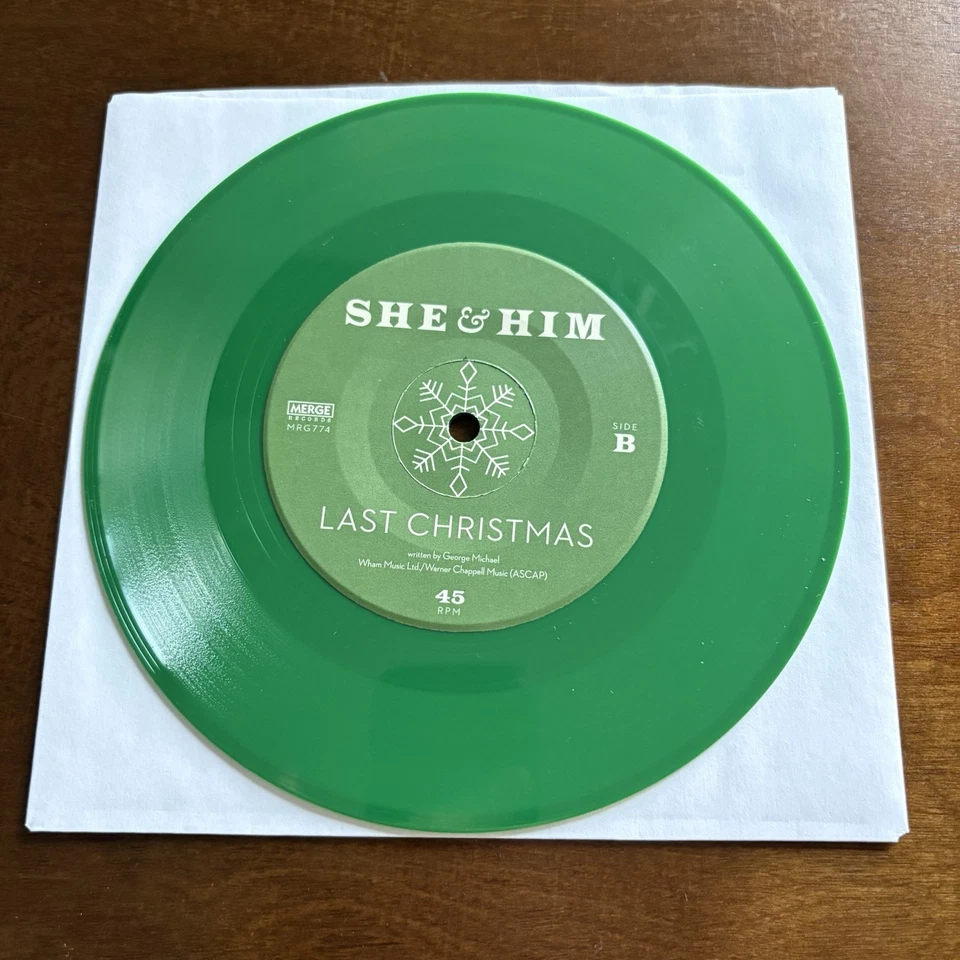 SHE & HIM
MERGE
RECORDS
MRG774
SIDE
B
LAST CHRISTMAS
written by George Michael
Wham Music Ltd./Warner Chappell Music (ASCAP)
45
RPM